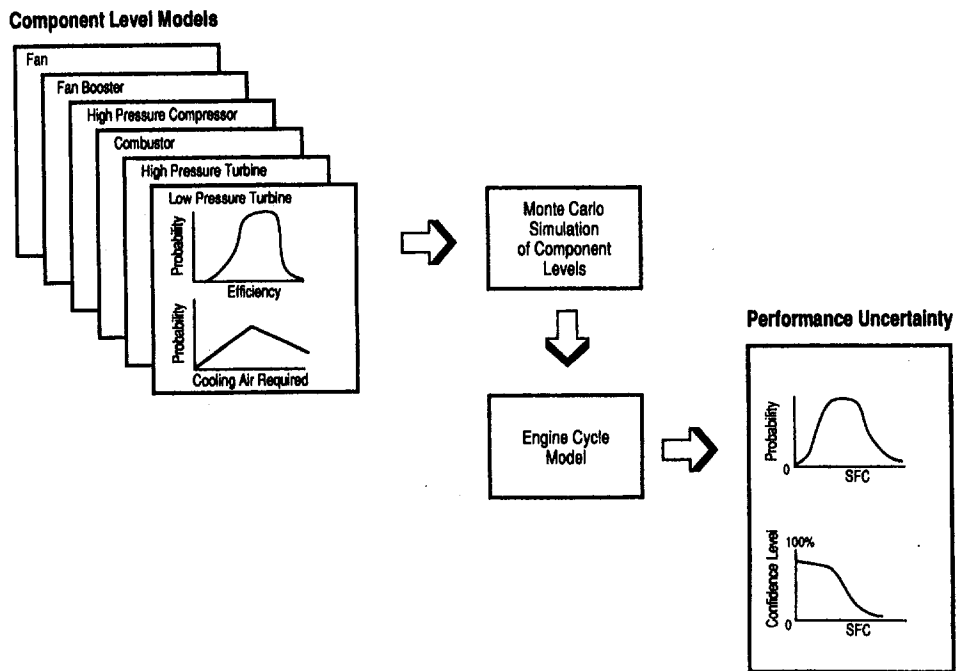 Component Level Models
Fan
Fan Booster
High Pressure Compressor
Combustor
High Pressure Turbine
Low Pressure Turbine
Probability
Efficiency
Probability
Cooling Air Required
Monte Carlo
Simulation
of Component
Levels
Engine Cycle
Model
Performance Uncertainty
Probability
0
SFC
Confidence Level
100%
0
SFC